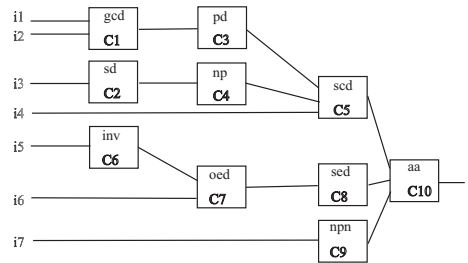 i1
i2
gcd
C1
pd
C3
i3
sd
C2
np
C4
scd
C5
i4
i5
inv
C6
oed
C7
sed
C8
aa
C10
i6
i7
npn
C9